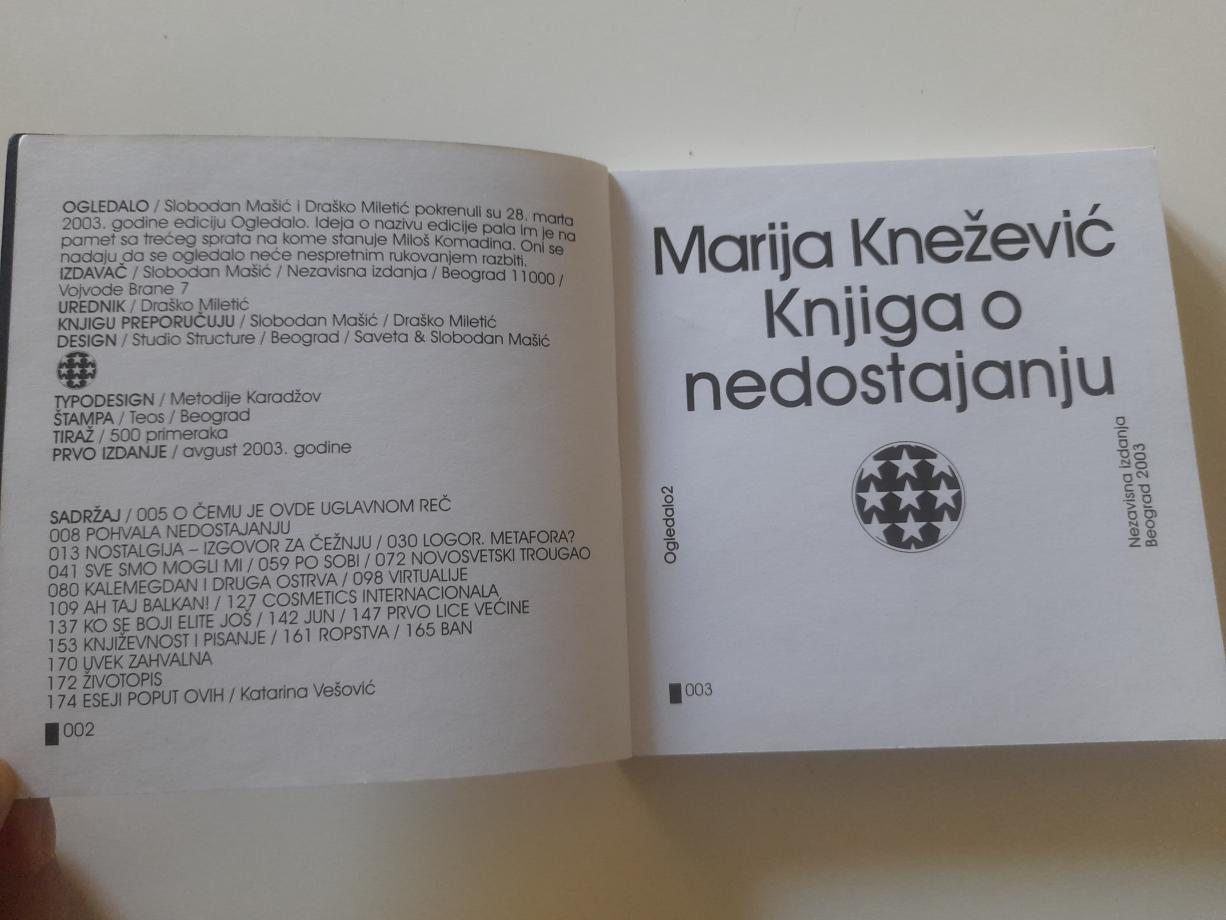 OGLEDALO / Slobodan Mašić i Draško Miletić pokrenuli su 28. marta
2003. godine ediciju Ogledalo. Ideja o nazivu edicije pala im je na
pamet sa trećeg sprata na kome stanuje Miloš Komadina. Oni se
nadaju da se ogledalo neće nespretnim rukovanjem razbiti.
IZDAVAČ / Slobodan Mašić / Nezavisna izdanja / Beograd 11000 /
Vojvode Brane 7
UREDNIK / Draško Miletić
KNJIGU PREPORUČUJU / Slobodan Mašić / Draško Miletić
DESIGN / Studio Structure / Beograd / Saveta & Slobodan Mašić
TYPODESIGN / Metodije Karadžov
ŠTAMPA / Teos / Beograd
TIRAŽ / 500 primeraka
PRVO IZDANJE / avgust 2003. godine
SADRŽAJ / 005 O ČEMU JE OVDE UGLAVNOM REČ
008 POHVALA NEDOSTAJANJU
013 NOSTALGIJA – IZGOVOR ZA ČEŽNJU / 030 LOGOR. METAFORA?
041 SVE SMO MOGLI MI / 059 PO SOBI / 072 NOVOSVETSKI TROUGAO
080 KALEMEGDAN I DRUGA OSTRVA / 098 VIRTUALIJE
109 AH TAJ BALKAN! / 127 COSMETICS INTERNACIONALA
137 KO SE BOJI ELITE JOŠ / 142 JUN / 147 PRVO LICE VEĆINE
153 KNJIŽEVNOST I PISANJE / 161 ROPSTVA / 165 BAN
170 UVEK ZAHVALNA
172 ŽIVOTOPIS
174 ESEJI POPUT OVIH / Katarina Vešović
002
Marija Knežević
Knjiga o
nedostajanju
Ogledalo2
Nezavisna izdanja
Beograd 2003
003